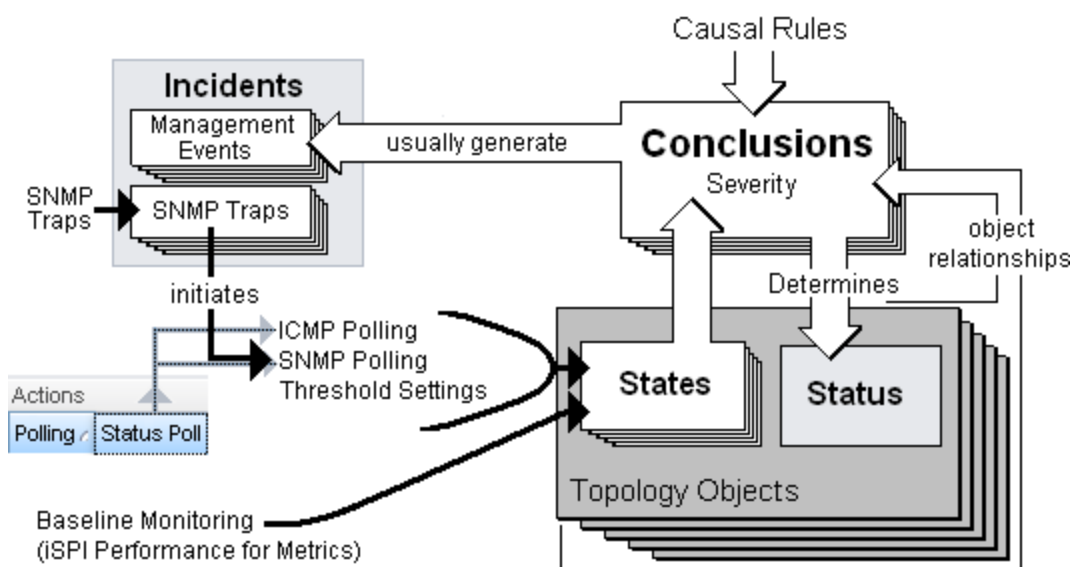 Causal Rules
Incidents
Management
Events
usually generate
Conclusions
Severity
SNMP
Traps
SNMP Traps
object
relationships
initiates
Determines
ICMP Polling
SNMP Polling
Threshold Settings
States
Status
Actions
Polling
Status Poll
Topology Objects
Baseline Monitoring
(iSPI Performance for Metrics)